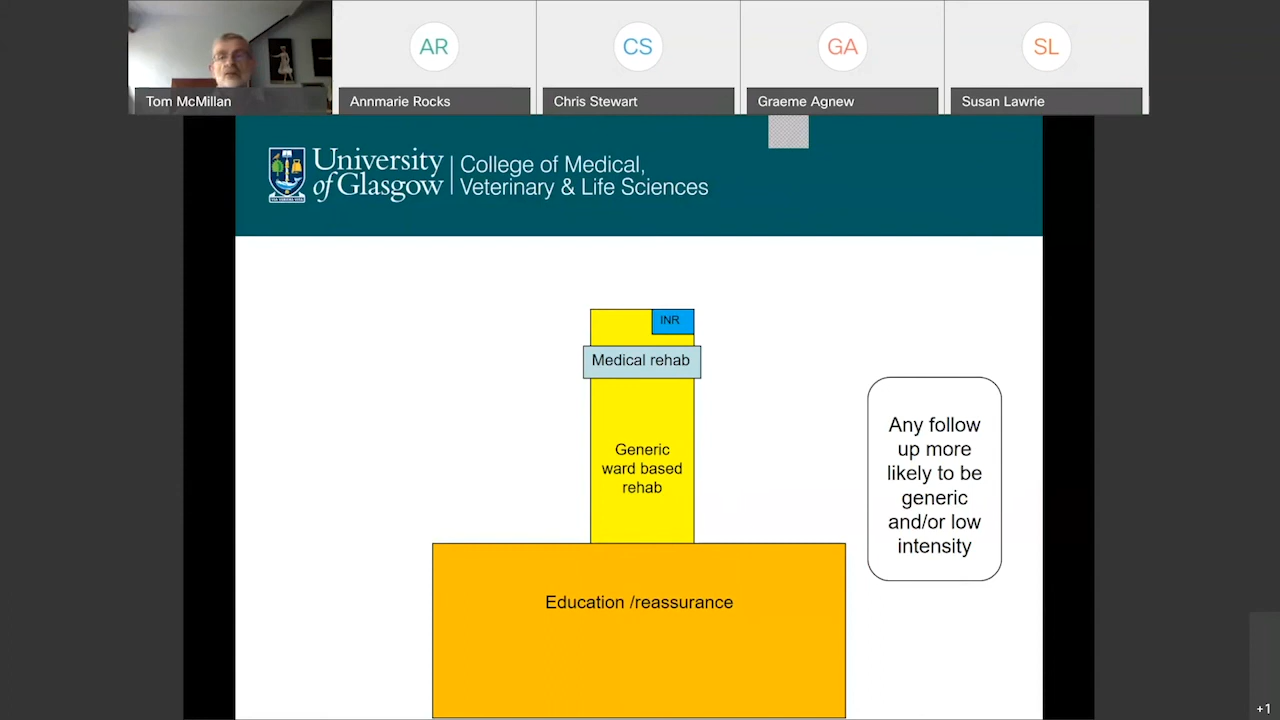 AR
CS
GA
SL
Tom McMillan
Annmarie Rocks
Chris Stewart
Graeme Agnew
Susan Lawrie
University
of Glasgow
College of Medical,
Veterinary & Life Sciences
INR
Medical rehab
Generic
ward based
rehab
Any follow
up more
likely to be
generic
and/or low
intensity
Education /reassurance
+1